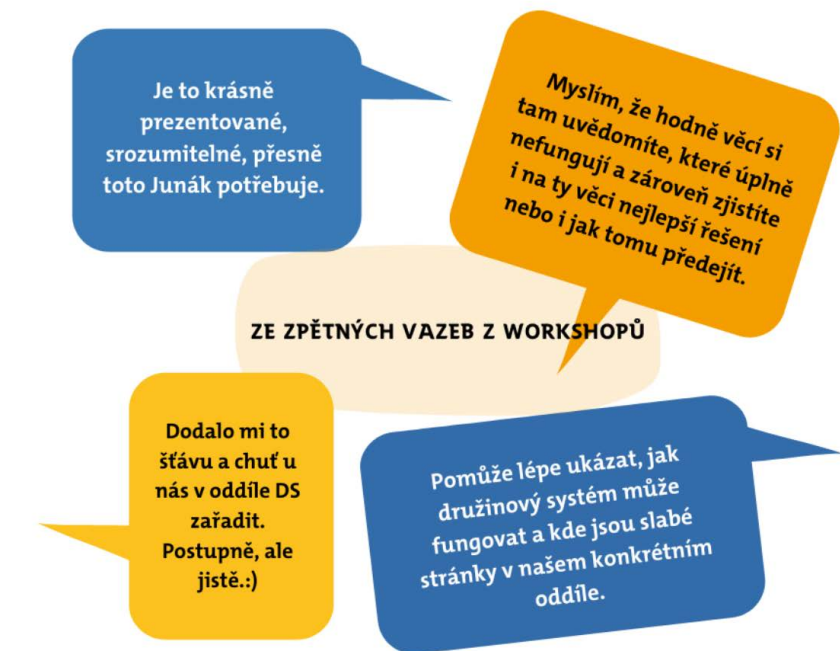 Je to krásně
prezentované,
srozumitelné, přesně
toto Junák potřebuje.
Myslím, že hodně věcí si
tam uvědomíte, které úplně
nefungují a zároveň zjistíte
i na ty věci nejlepší řešení
nebo i jak tomu předejít.
ZE ZPĚTNÝCH VAZEB Z WORKSHOPŮ
Dodalo mi to
šťávu a chuť u
nás v oddíle DS
zařadit.
Postupně, ale
jistě.:)
Pomůže lépe ukázat, jak
družinový systém může
fungovat a kde jsou slabé
stránky v našem konkrétním
oddíle.